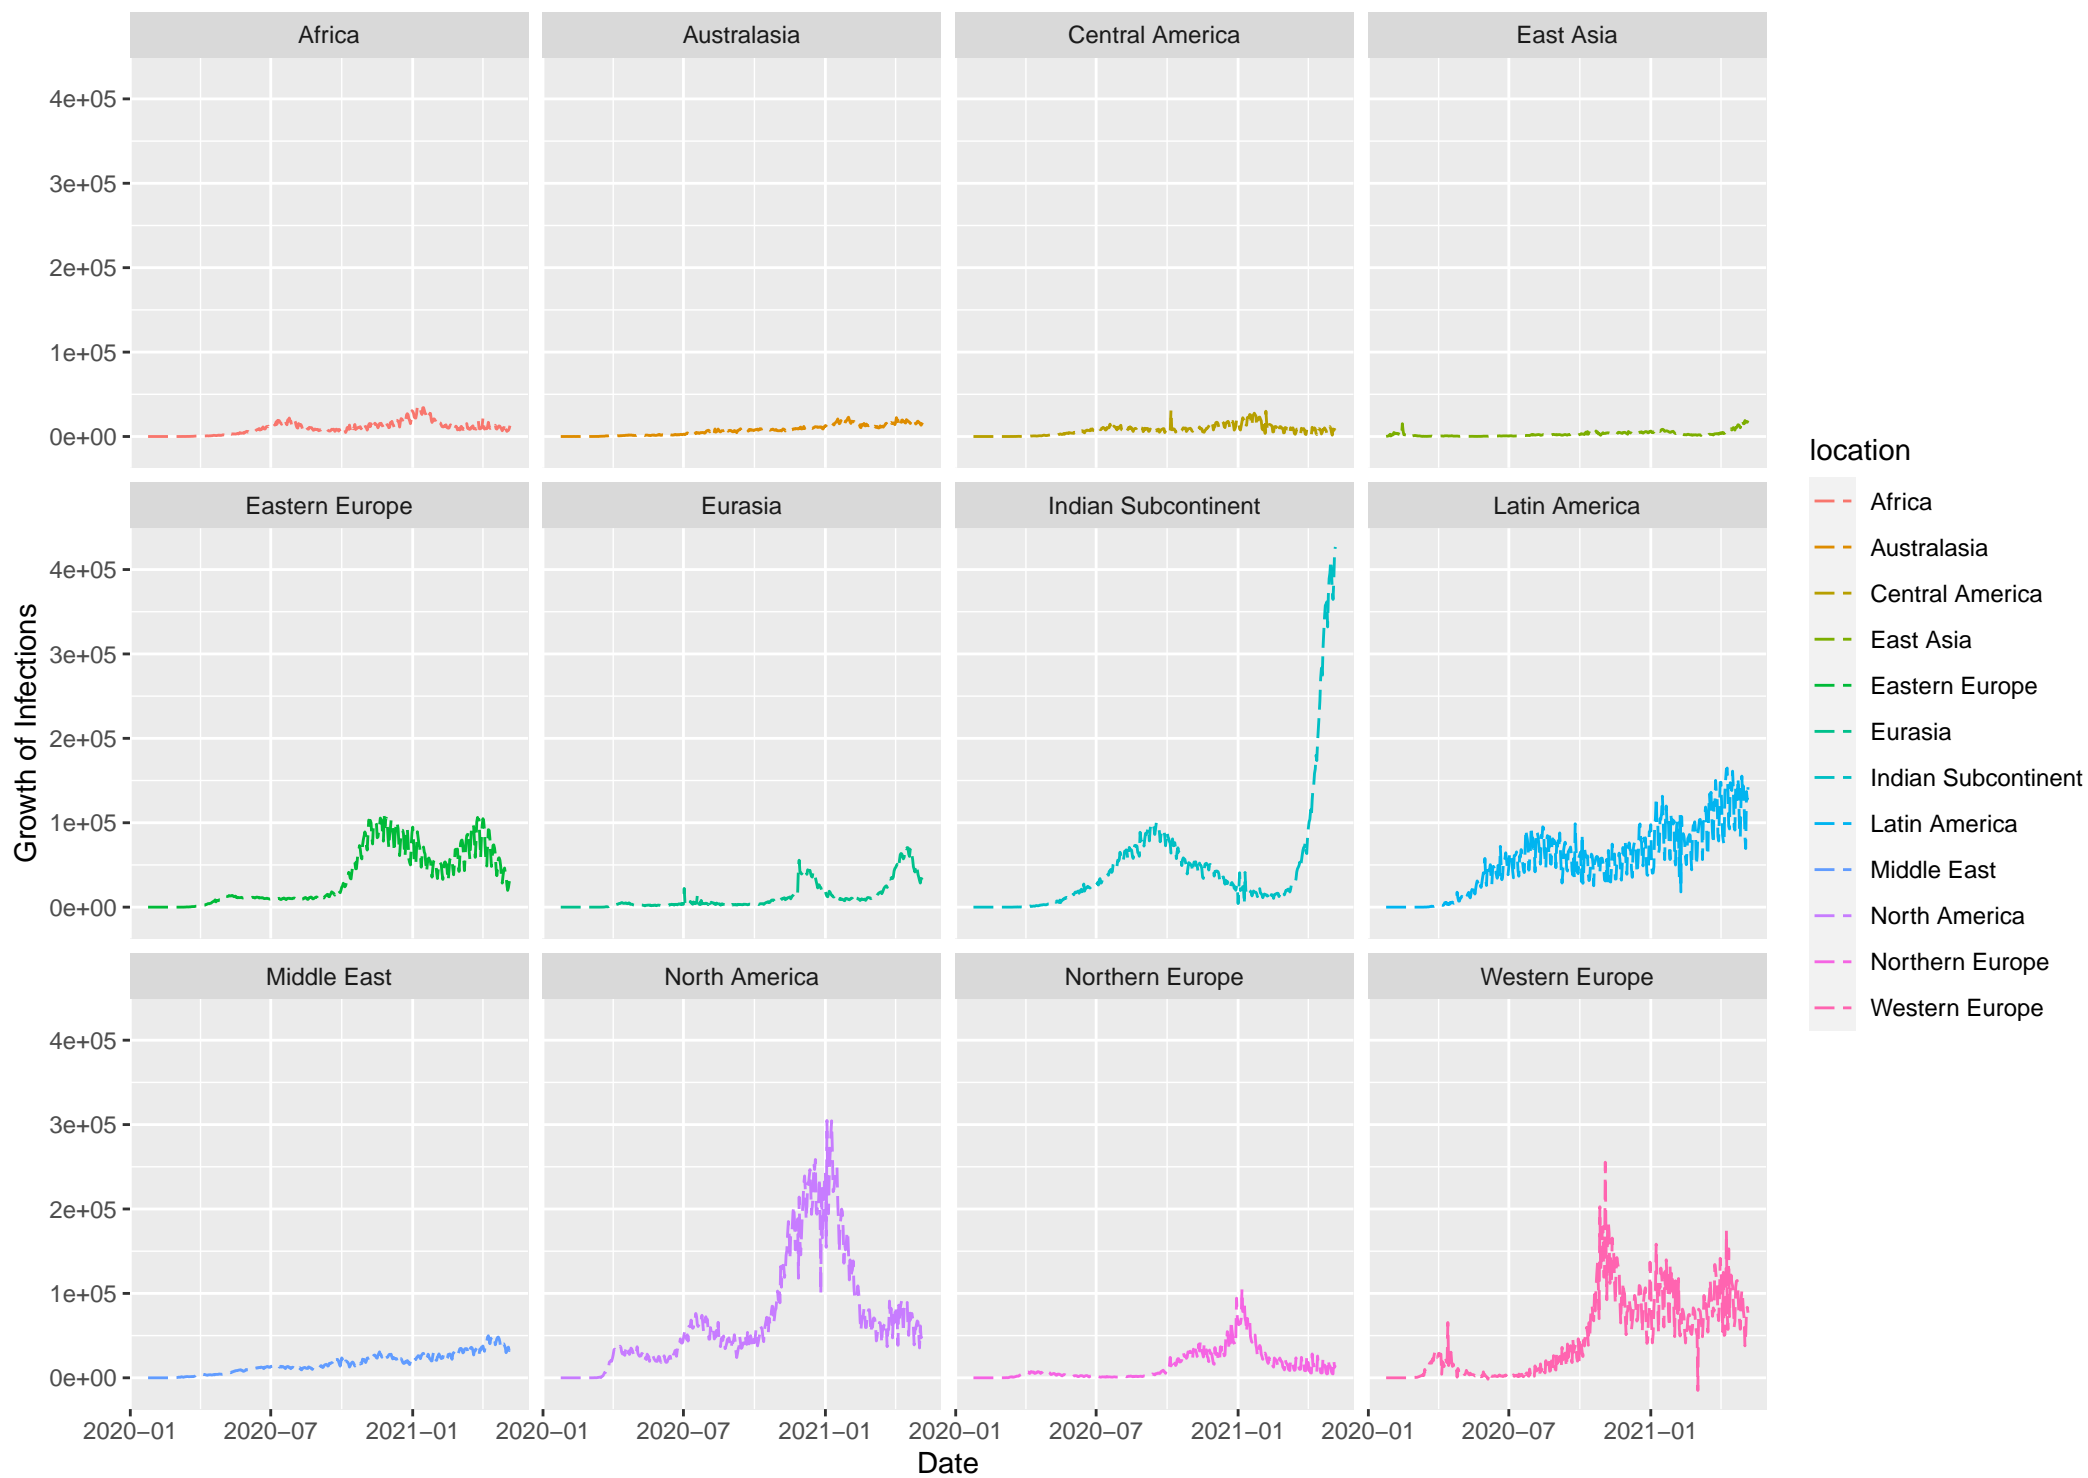 Africa
Australasia
Central America
East Asia
4e+05
3e+05
2e+05
1e+05
0e+00
Eastern Europe
Eurasia
Indian Subcontinent
Latin America
4e+05
3e+05
2e+05
1e+05
0e+00
Middle East
North America
Northern Europe
Western Europe
4e+05
3e+05
2e+05
1e+05
0e+00
2020−01
2020−07
2021−01
2020−01
2020−07
2021−01
2020−01
2020−07
2021−01
2020−01
2020−07
2021−01
Date
Growth of Infections
location
Africa
Australasia
Central America
East Asia
Eastern Europe
Eurasia
Indian Subcontinent
Latin America
Middle East
North America
Northern Europe
Western Europe